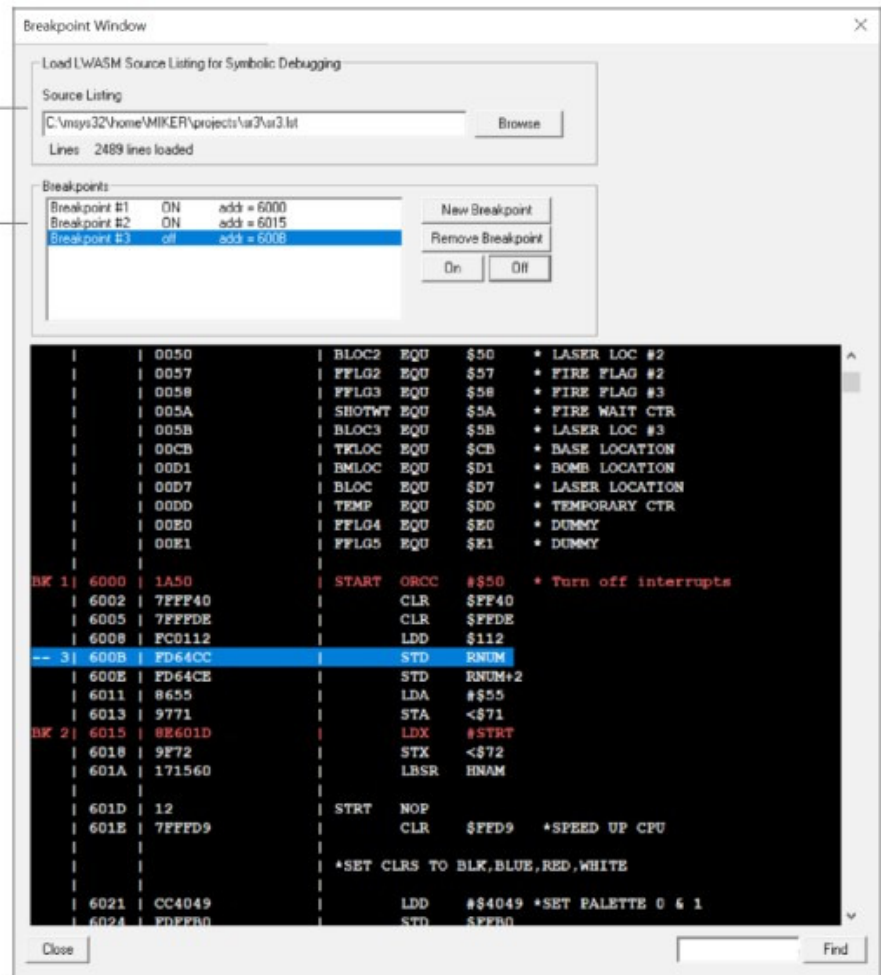 Breakpoint Window
Load LWASM Source Listing for Symbolic Debugging
Source Listing
C:\msys32\home\MIKER\projects\sr3\sr3.lst
Browse
Lines 2489 lines loaded
Breakpoints
Breakpoint #1 ON addr = 6000
Breakpoint #2 ON addr = 6015
Breakpoint #3 off addr = 600B
New Breakpoint
Remove Breakpoint
On Off
| | 0050 | BLOC2 EQU $50 * LASER LOC #2
| | 0057 | FFLG2 EQU $57 * FIRE FLAG #2
| | 0058 | FFLG3 EQU $58 * FIRE FLAG #3
| | 005A | SHOTWT EQU $5A * FIRE WAIT CTR
| | 005B | BLOC3 EQU $5B * LASER LOC #3
| | 00CB | TKLOC EQU $CB * BASE LOCATION
| | 00D1 | BMLOC EQU $D1 * BOMB LOCATION
| | 00D7 | BLOC EQU $D7 * LASER LOCATION
| | 00DD | TEMP EQU $DD * TEMPORARY CTR
| | 00E0 | FFLG4 EQU $E0 * DUMMY
| | 00E1 | FFLG5 EQU $E1 * DUMMY
| | |
BK 1| 6000 | 1A50 | START ORCC #$50 * Turn off interrupts
| 6002 | 7FFF40 | CLR $FF40
| 6005 | 7FFFDE | CLR $FFDE
| 6008 | FC0112 | LDD $112
-- 3| 600B | FD64CC | STD RNUM
| 600E | FD64CE | STD RNUM+2
| 6011 | 8655 | LDA #$55
| 6013 | 9771 | STA <$71
BK 2| 6015 | 8E601D | LDX #STRT
| 6018 | 9F72 | STX <$72
| 601A | 171560 | LBSR HNAM
| | |
| 601D | 12 | STRT NOP
| 601E | 7FFFD9 | CLR $FFD9 *SPEED UP CPU
| | |
| | | *SET CLRS TO BLK,BLUE,RED,WHITE
| | |
| 6021 | CC4049 | LDD #$4049 *SET PALETTE 0 & 1
| 6024 | FDFFB0 | STD $FFB0
Close Find